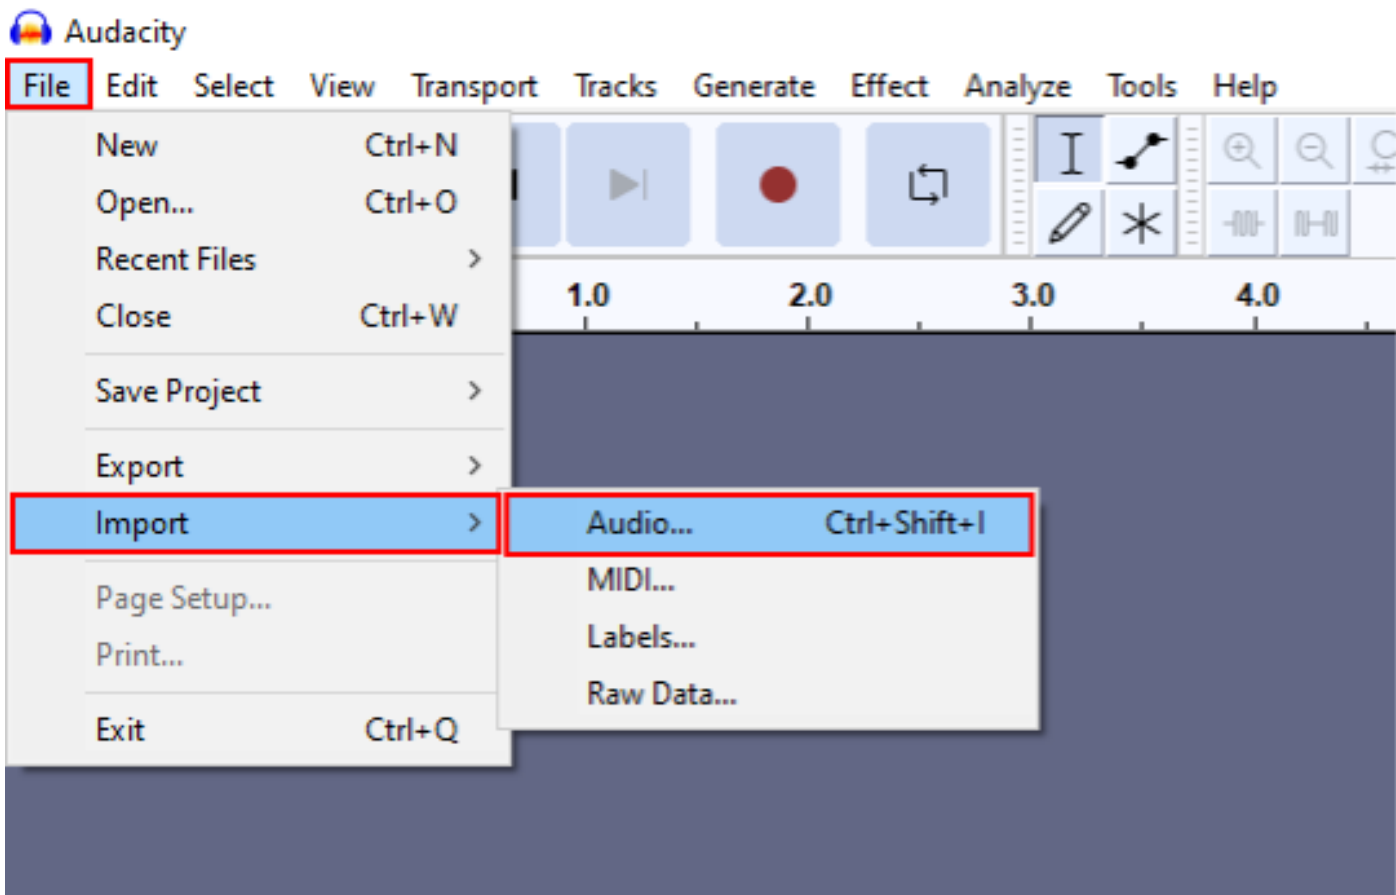 Audacity
File Edit Select View Transport Tracks Generate Effect Analyze Tools Help
New Ctrl+N
Open... Ctrl+O
Recent Files
1.0 2.0 3.0 4.0
Close Ctrl+W
Save Project
Export
Import Audio... Ctrl+Shift+I
MIDI...
Page Setup...
Labels...
Print...
Raw Data...
Exit Ctrl+Q